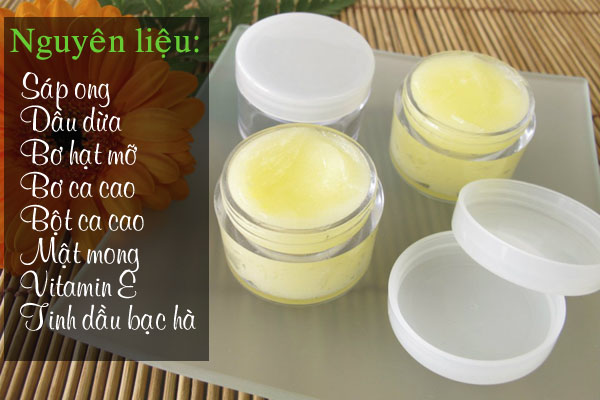 Nguyên liệu:
Sáp ong
Dầu dừa
Bơ hạt mỡ
Bơ ca cao
Bột ca cao
Mật mong
Vitamin E
Tinh dầu bạc hà